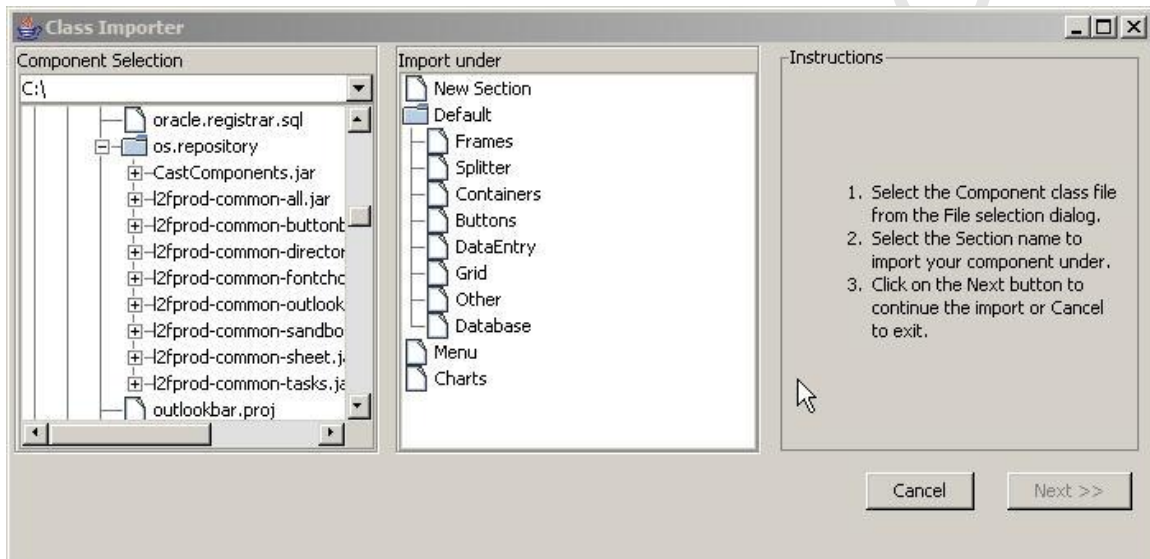 Class Importer
Component Selection
C:\
oracle.registrar.sql
os.repository
CastComponents.jar
l2fprod-common-all.jar
l2fprod-common-buttonb
l2fprod-common-director
l2fprod-common-fontcho
l2fprod-common-outlook
l2fprod-common-sandbo
l2fprod-common-sheet.j
l2fprod-common-tasks.ja
outlookbar.proj
Import under
New Section
Default
Frames
Splitter
Containers
Buttons
DataEntry
Grid
Other
Database
Menu
Charts
Instructions
1. Select the Component class file
from the File selection dialog.
2. Select the Section name to
import your component under.
3. Click on the Next button to
continue the import or Cancel
to exit.
Cancel
Next >>